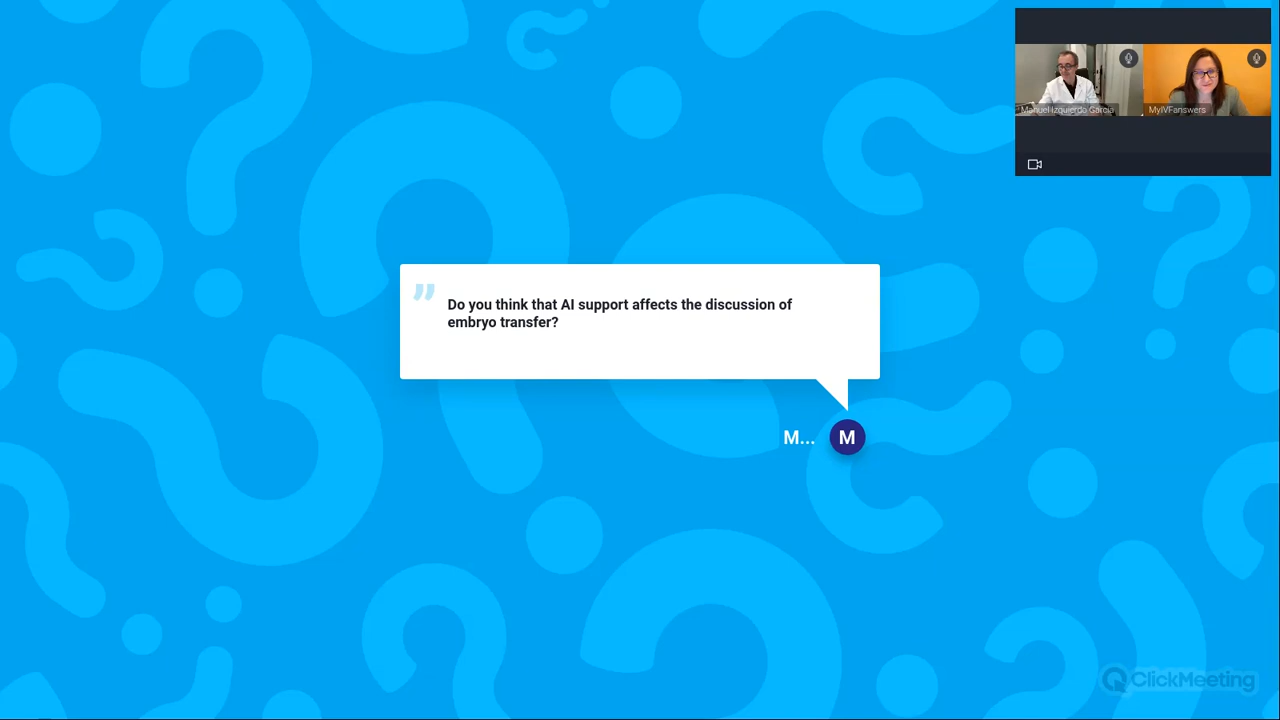 Manuel Izquierdo García
MyIVFanswers
Do you think that AI support affects the discussion of
embryo transfer?
M...
M
ClickMeeting